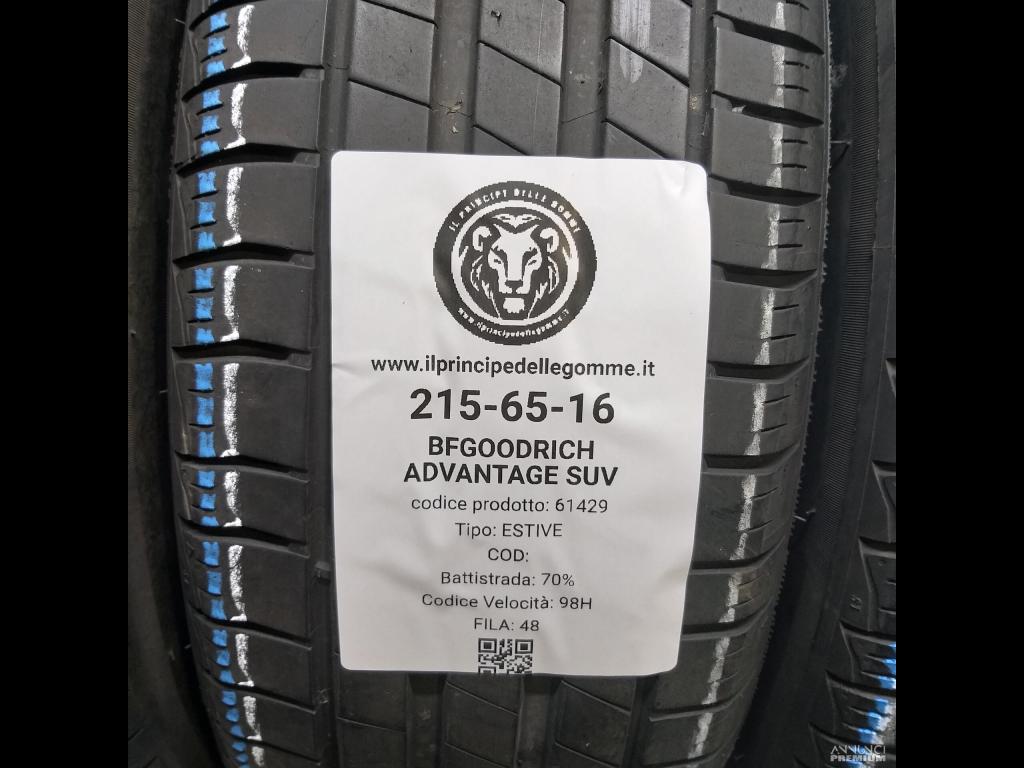 IL PRINCIPE DELLE GOMME
www.ilprincipedellegomme.it
www.ilprincipedellegomme.it
215-65-16
BFGOODRICH
ADVANTAGE SUV
codice prodotto: 61429
Tipo: ESTIVE
COD:
Battistrada: 70%
Codice Velocità: 98H
FILA: 48
ANNUNCI
PREMIUM